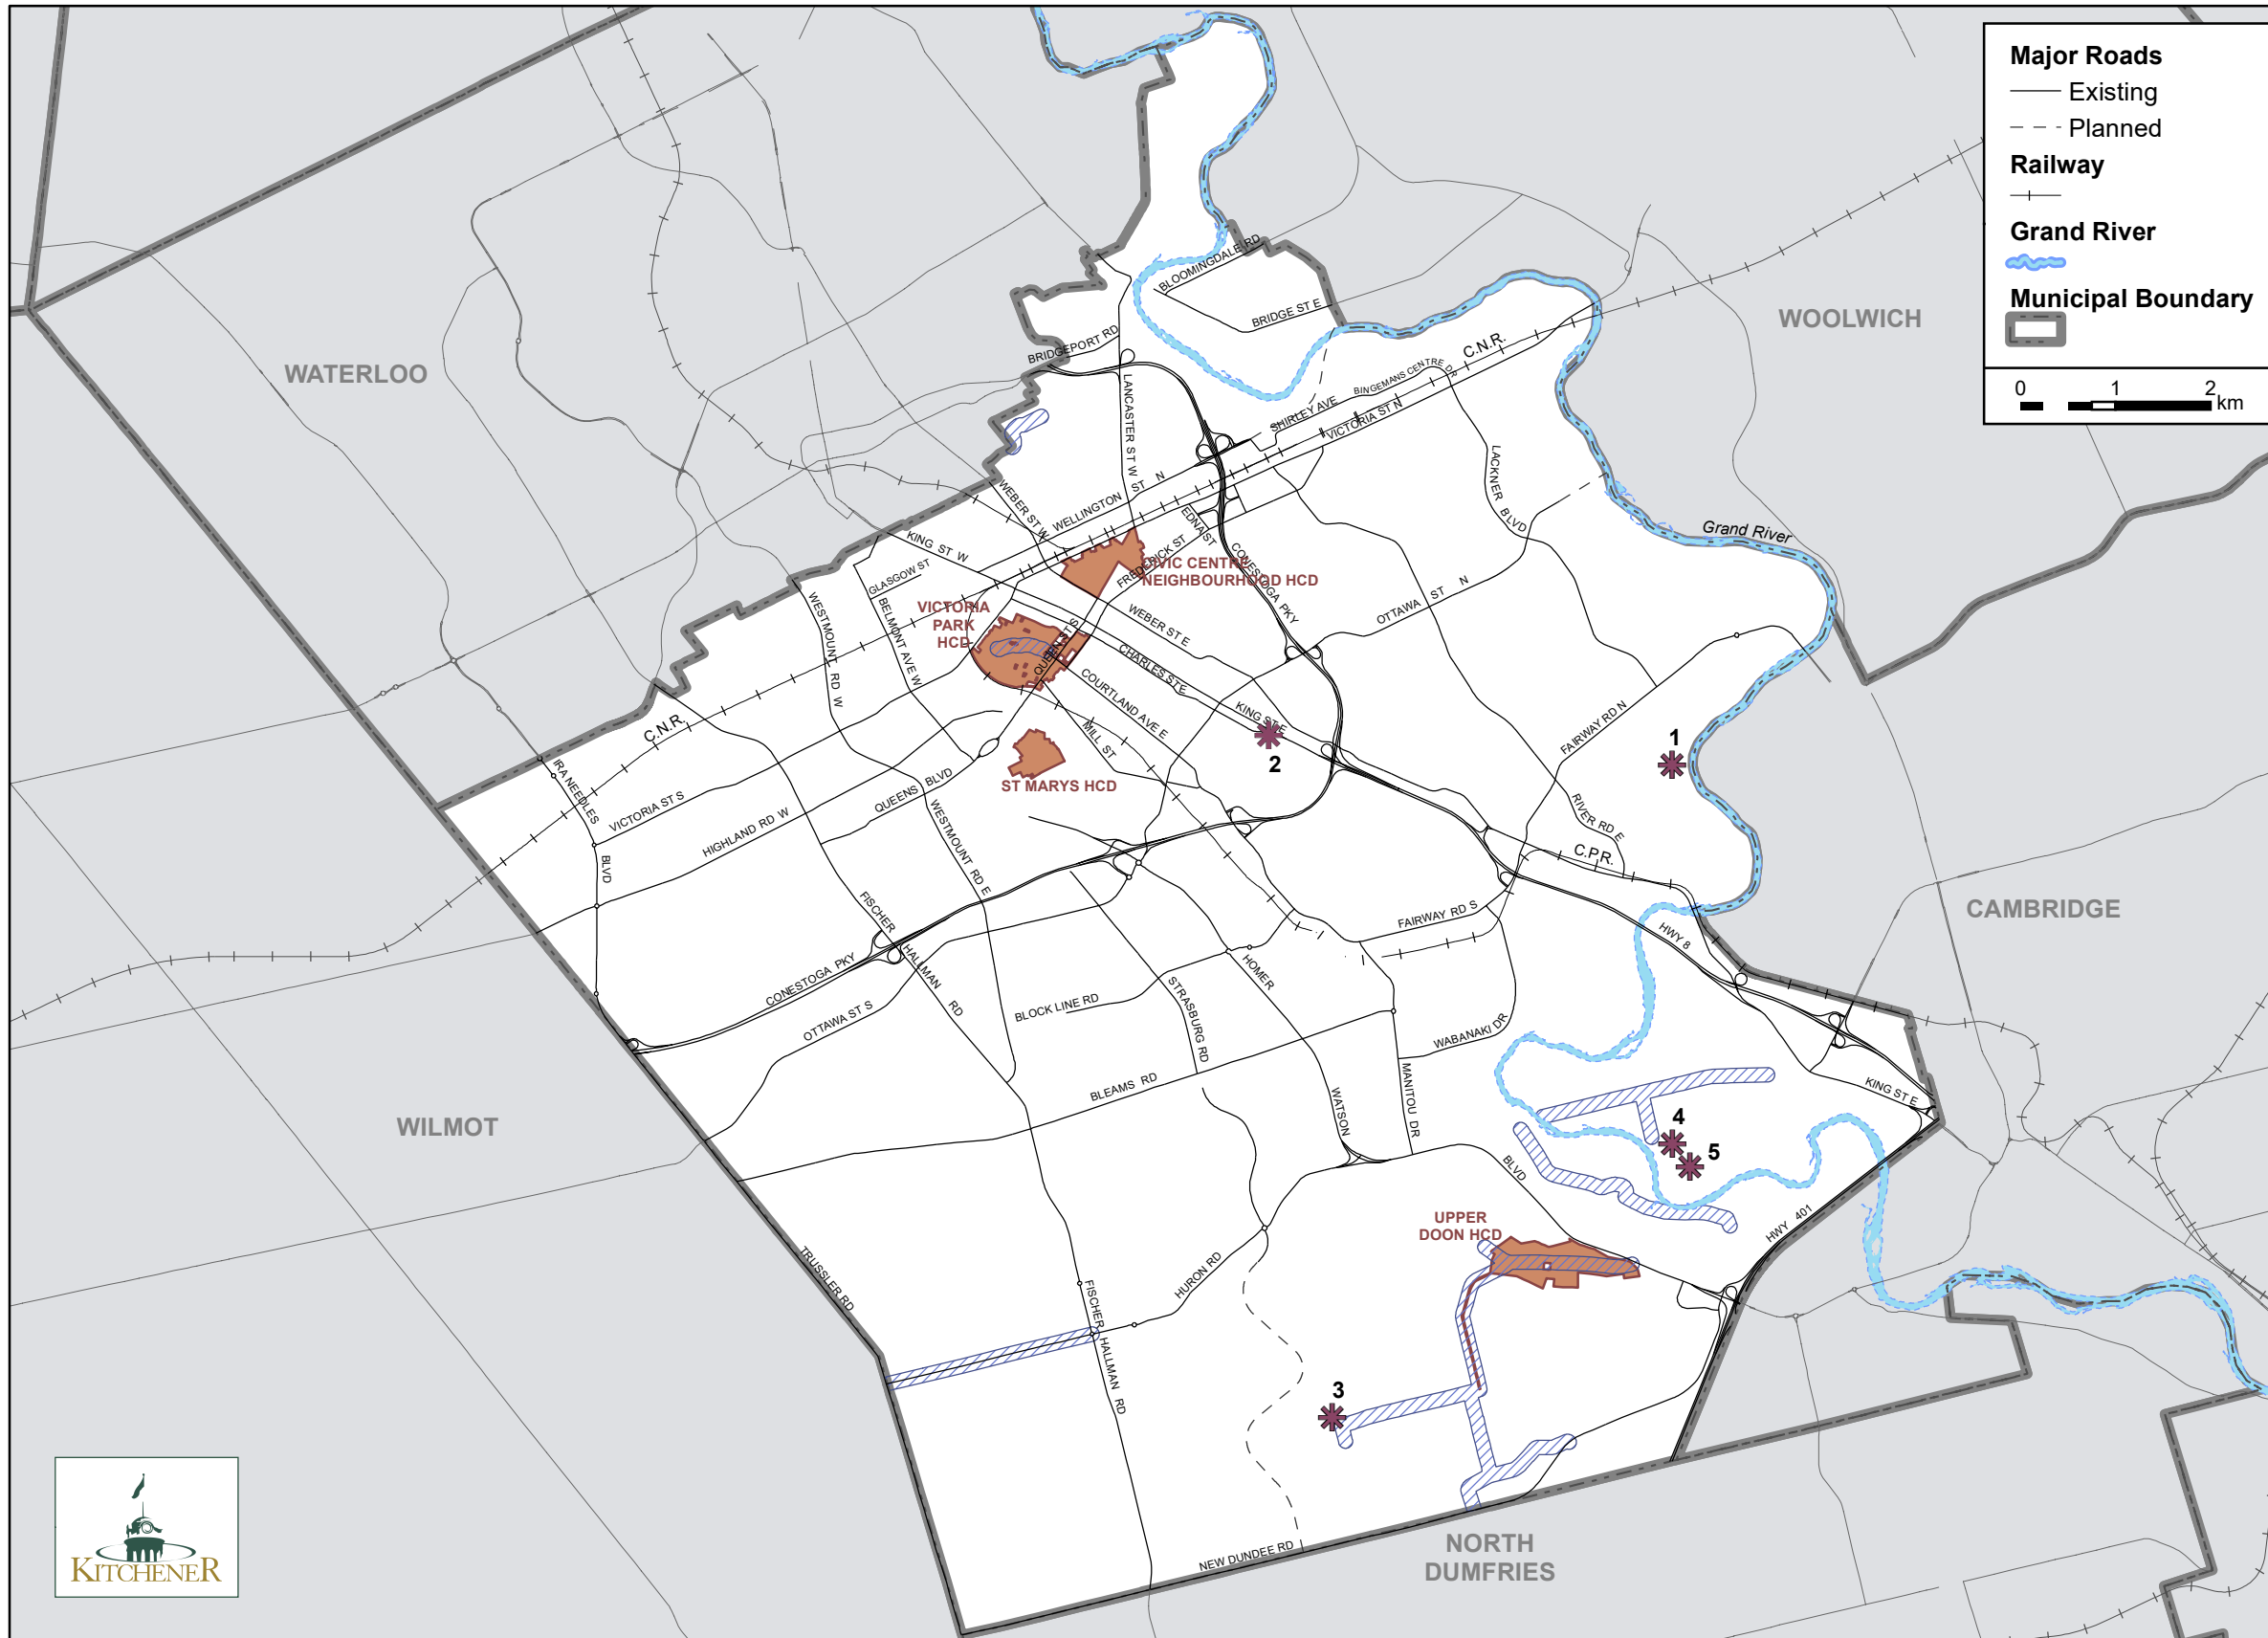 Major Roads
Existing
Planned
Railway
Grand River
Municipal Boundary
0 1 2 km
WATERLOO
WOOLWICH
CAMBRIDGE
WILMOT
NORTH
DUMFRIES
BLOOMINGDALE RD
BRIDGE ST E
BRIDGEPORT RD
LANCASTER ST W
C.N.R.
SHIRLEY AVE
BINGEMANS CENTRE DR
VICTORIA ST N
WEBER ST W
WELLINGTON ST N
LACKNER BLVD
Grand River
KING ST W
EDNA ST
FREDERICK ST
CONESTOGA PKY
GLASGOW ST
CIVIC CENTRE
NEIGHBOURHOOD HCD
OTTAWA ST N
VICTORIA
PARK
HCD
WESTMOUNT RD W
BELMONT AVE W
QUEEN ST S
WEBER ST E
CHARLES ST E
COURTLAND AVE E
KING ST E
FAIRWAY RD N
1
2
C.N.R.
MILL ST
ST MARYS HCD
IRA NEEDLES
BLVD
VICTORIA ST S
HIGHLAND RD W
QUEENS BLVD
WESTMOUNT RD E
RIVER RD E
C.P.R.
FISCHER
HALLMAN RD
FAIRWAY RD S
HWY 8
CONESTOGA PKY
OTTAWA ST S
BLOCK LINE RD
STRASBURG RD
HOMER
WATSON
BLVD
WABANAKI DR
MANITOU DR
BLEAMS RD
KING ST E
4
5
HWY 401
UPPER
DOON HCD
TRUSSLER RD
HURON RD
FISCHER
HALLMAN RD
3
NEW DUNDEE RD
KITCHENER